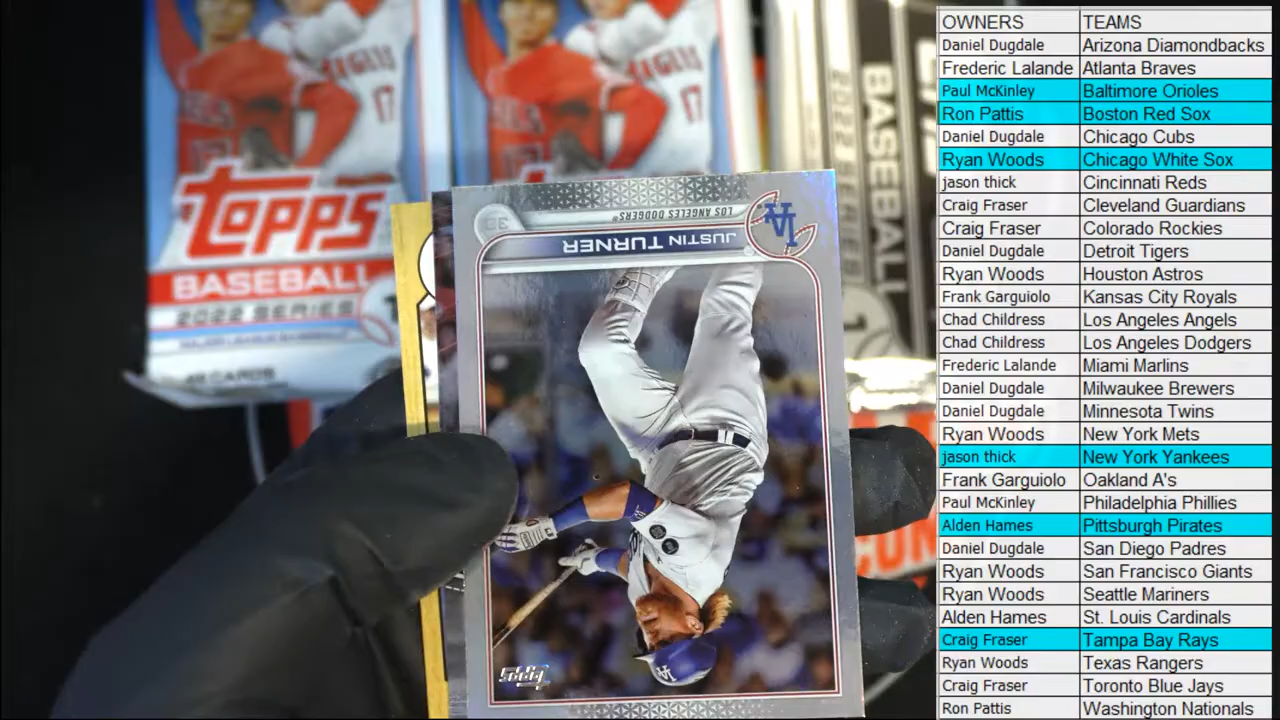 TOPPS
BASEBALL
2022 SERIES
CARDS
17
17
BASEBALL
2022 SERIES
LOS ANGELES DODGERS®
JUSTIN TURNER
LA
LA
OWNERS TEAMS
Daniel Dugdale Arizona Diamondbacks
Frederic Lalande Atlanta Braves
Paul McKinley Baltimore Orioles
Ron Pattis Boston Red Sox
Daniel Dugdale Chicago Cubs
Ryan Woods Chicago White Sox
jason thick Cincinnati Reds
Craig Fraser Cleveland Guardians
Craig Fraser Colorado Rockies
Daniel Dugdale Detroit Tigers
Ryan Woods Houston Astros
Frank Garguiolo Kansas City Royals
Chad Childress Los Angeles Angels
Chad Childress Los Angeles Dodgers
Frederic Lalande Miami Marlins
Daniel Dugdale Milwaukee Brewers
Daniel Dugdale Minnesota Twins
Ryan Woods New York Mets
jason thick New York Yankees
Frank Garguiolo Oakland A's
Paul McKinley Philadelphia Phillies
Alden Hames Pittsburgh Pirates
Daniel Dugdale San Diego Padres
Ryan Woods San Francisco Giants
Ryan Woods Seattle Mariners
Alden Hames St. Louis Cardinals
Craig Fraser Tampa Bay Rays
Ryan Woods Texas Rangers
Craig Fraser Toronto Blue Jays
Ron Pattis Washington Nationals